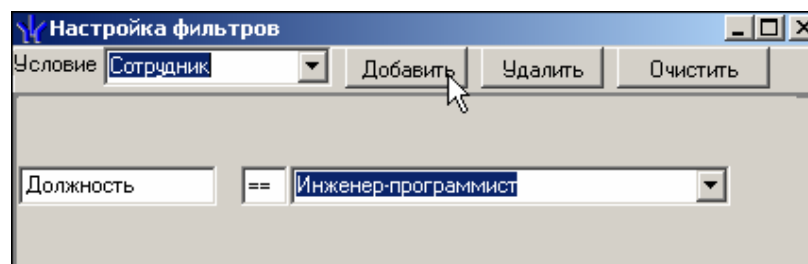 Настройка фильтров
Условие Сотрудник Добавить Удалить Очистить
Должность == Инженер-программист